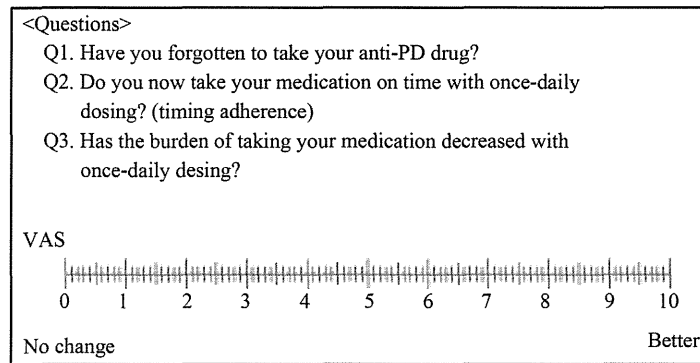 <Questions>
Q1. Have you forgotten to take your anti-PD drug?
Q2. Do you now take your medication on time with once-daily
dosing? (timing adherence)
Q3. Has the burden of taking your medication decreased with
once-daily desing?
VAS
0 1 2 3 4 5 6 7 8 9 10
No change Better